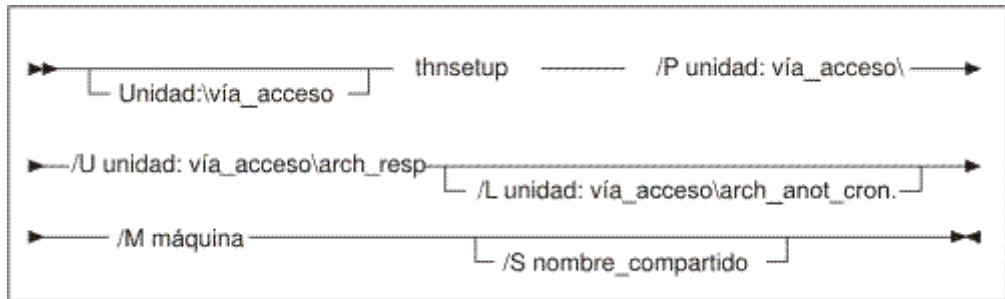 thnsetup /P unidad: vía_acceso\
Unidad:\vía_acceso
/U unidad: vía_acceso\arch_resp
/L unidad: vía_acceso\arch_anot_cron.
/M máquina
/S nombre_compartido